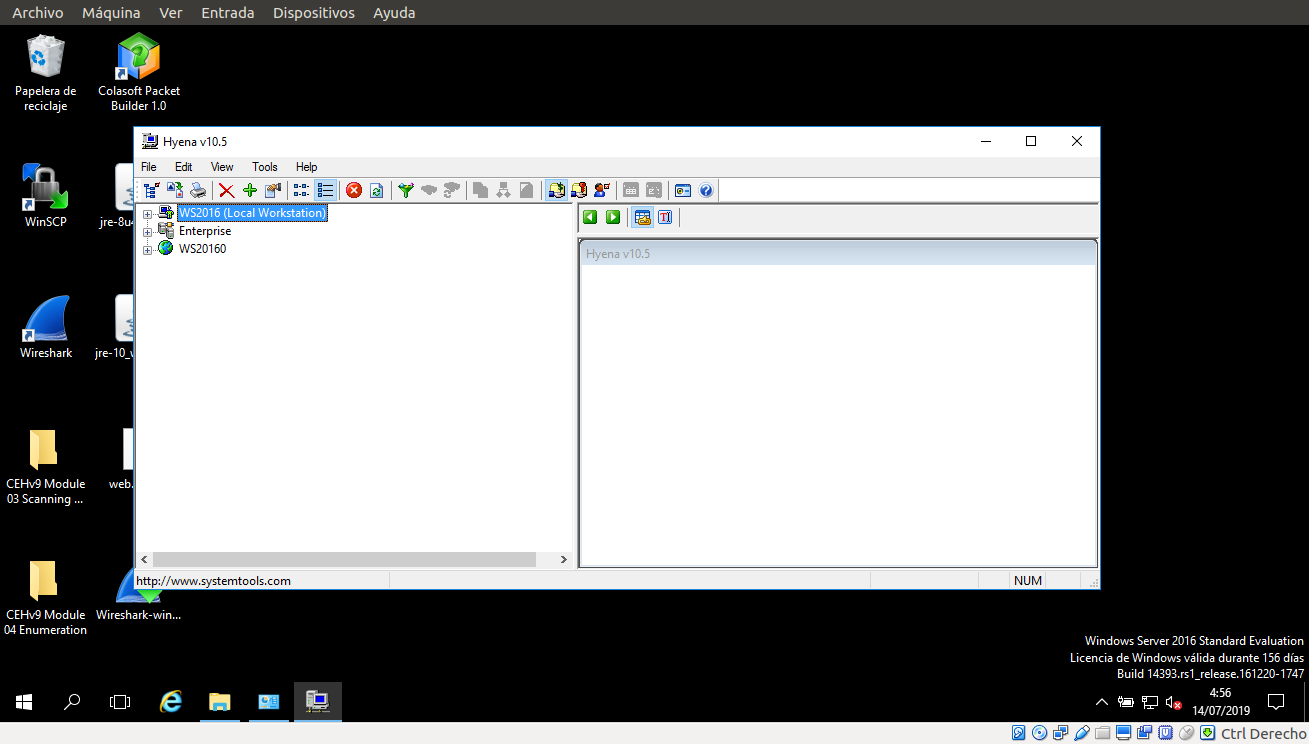 Archivo Máquina Ver Entrada Dispositivos Ayuda
Papelera de
reciclaje
Colasoft Packet
Builder 1.0
WinSCP
jre-8u4
Wireshark
jre-10_w
CEHv9 Module
03 Scanning ...
web.
CEHv9 Module
04 Enumeration
Wireshark-win...
Hyena v10.5
File Edit View Tools Help
WS2016 (Local Workstation)
Enterprise
WS20160
Hyena v10.5
http://www.systemtools.com
NUM
Windows Server 2016 Standard Evaluation
Licencia de Windows válida durante 156 días
Build 14393.rs1_release.161220-1747
4:56
14/07/2019
Ctrl Derecho